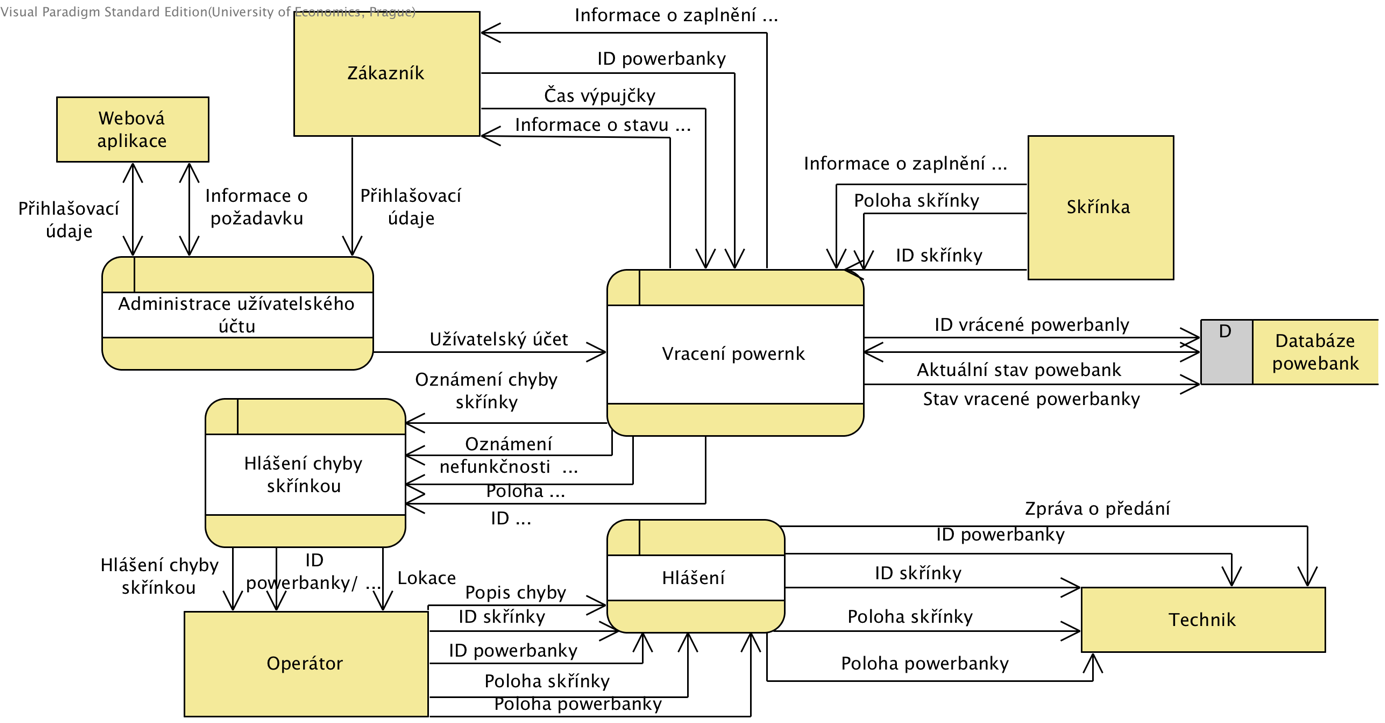 Visual Paradigm Standard Edition(University of Economics, Prague)
Informace o zaplnění ...
Zákazník
ID powerbanky
Čas výpujčky
Informace o stavu ...
Webová
aplikace
Informace o zaplnění ...
Poloha skřínky
Skřínka
ID skřínky
Přihlašovací
údaje
Informace o
požadavku
Přihlašovací
údaje
Administrace užívatelského
účtu
Užívatelský účet
Vracení powernk
ID vrácené powerbanly
Aktuální stav powebank
Stav vracené powerbanky
D
Databáze
powebank
Oznámení chyby
skřínky
Oznámení
nefunkčnosti ...
Poloha ...
ID ...
Hlášení chyby
skřínkou
Hlášení chyby
skřínkou
ID
powerbanky/ ...
Lokace
Operátor
Popis chyby
ID skřínky
ID powerbanky
Poloha skřínky
Poloha powerbanky
Hlášení
Zpráva o předání
ID powerbanky
ID skřínky
Poloha skřínky
Poloha powerbanky
Technik